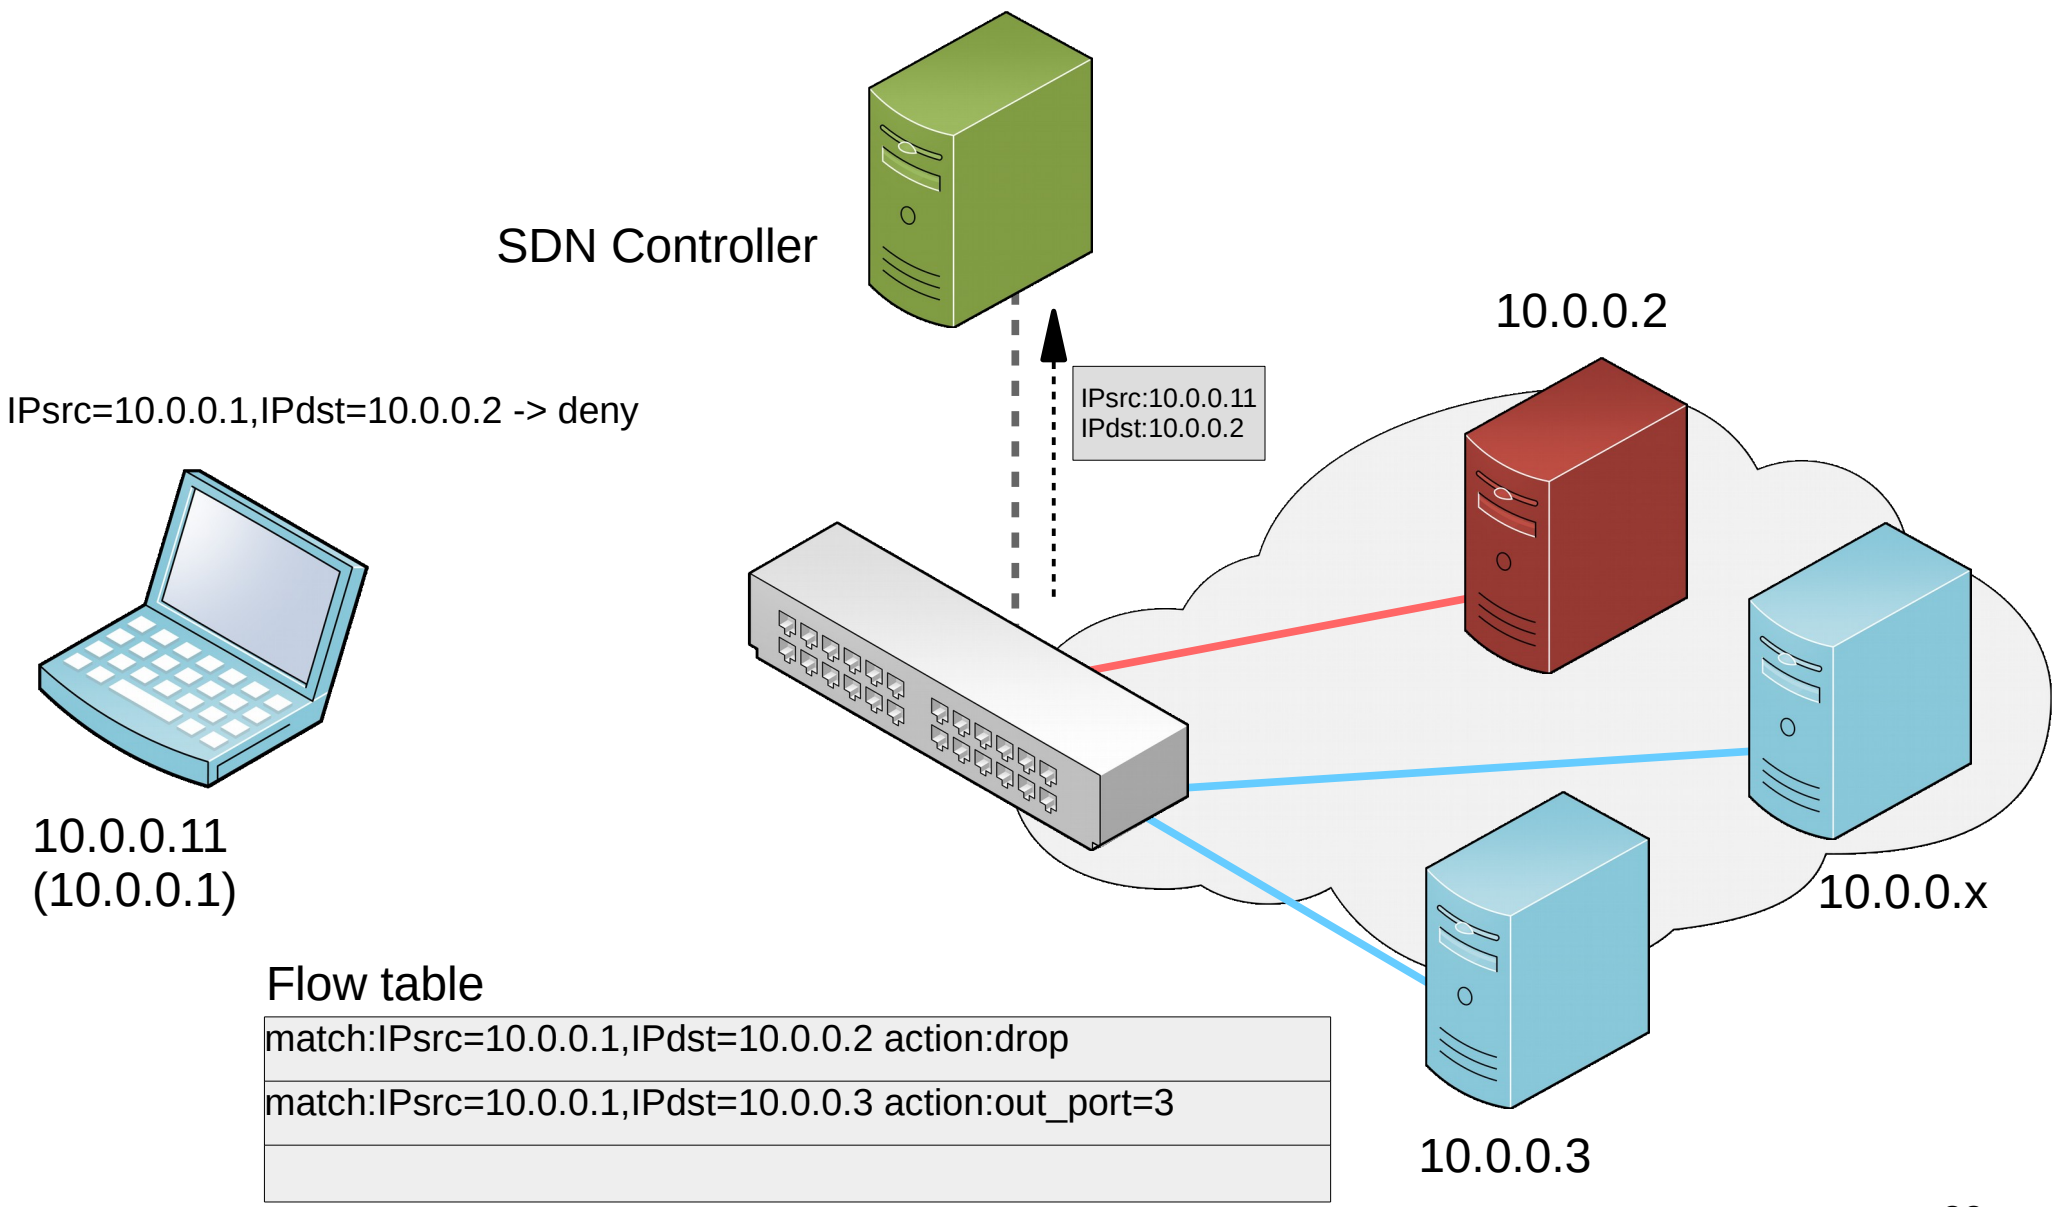 SDN Controller
10.0.0.2
IPsrc=10.0.0.1,IPdst=10.0.0.2 -> deny
IPsrc:10.0.0.11
IPdst:10.0.0.2
10.0.0.11
(10.0.0.1)
10.0.0.x
Flow table
match:IPsrc=10.0.0.1,IPdst=10.0.0.2 action:drop
match:IPsrc=10.0.0.1,IPdst=10.0.0.3 action:out_port=3
10.0.0.3